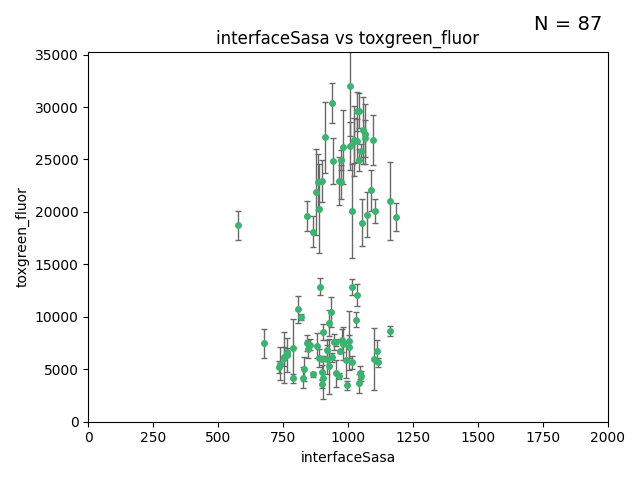 N = 87
interfaceSasa vs toxgreen_fluor
toxgreen_fluor
35000
30000
25000
20000
15000
10000
5000
0
0 250 500 750 1000 1250 1500 1750 2000
interfaceSasa